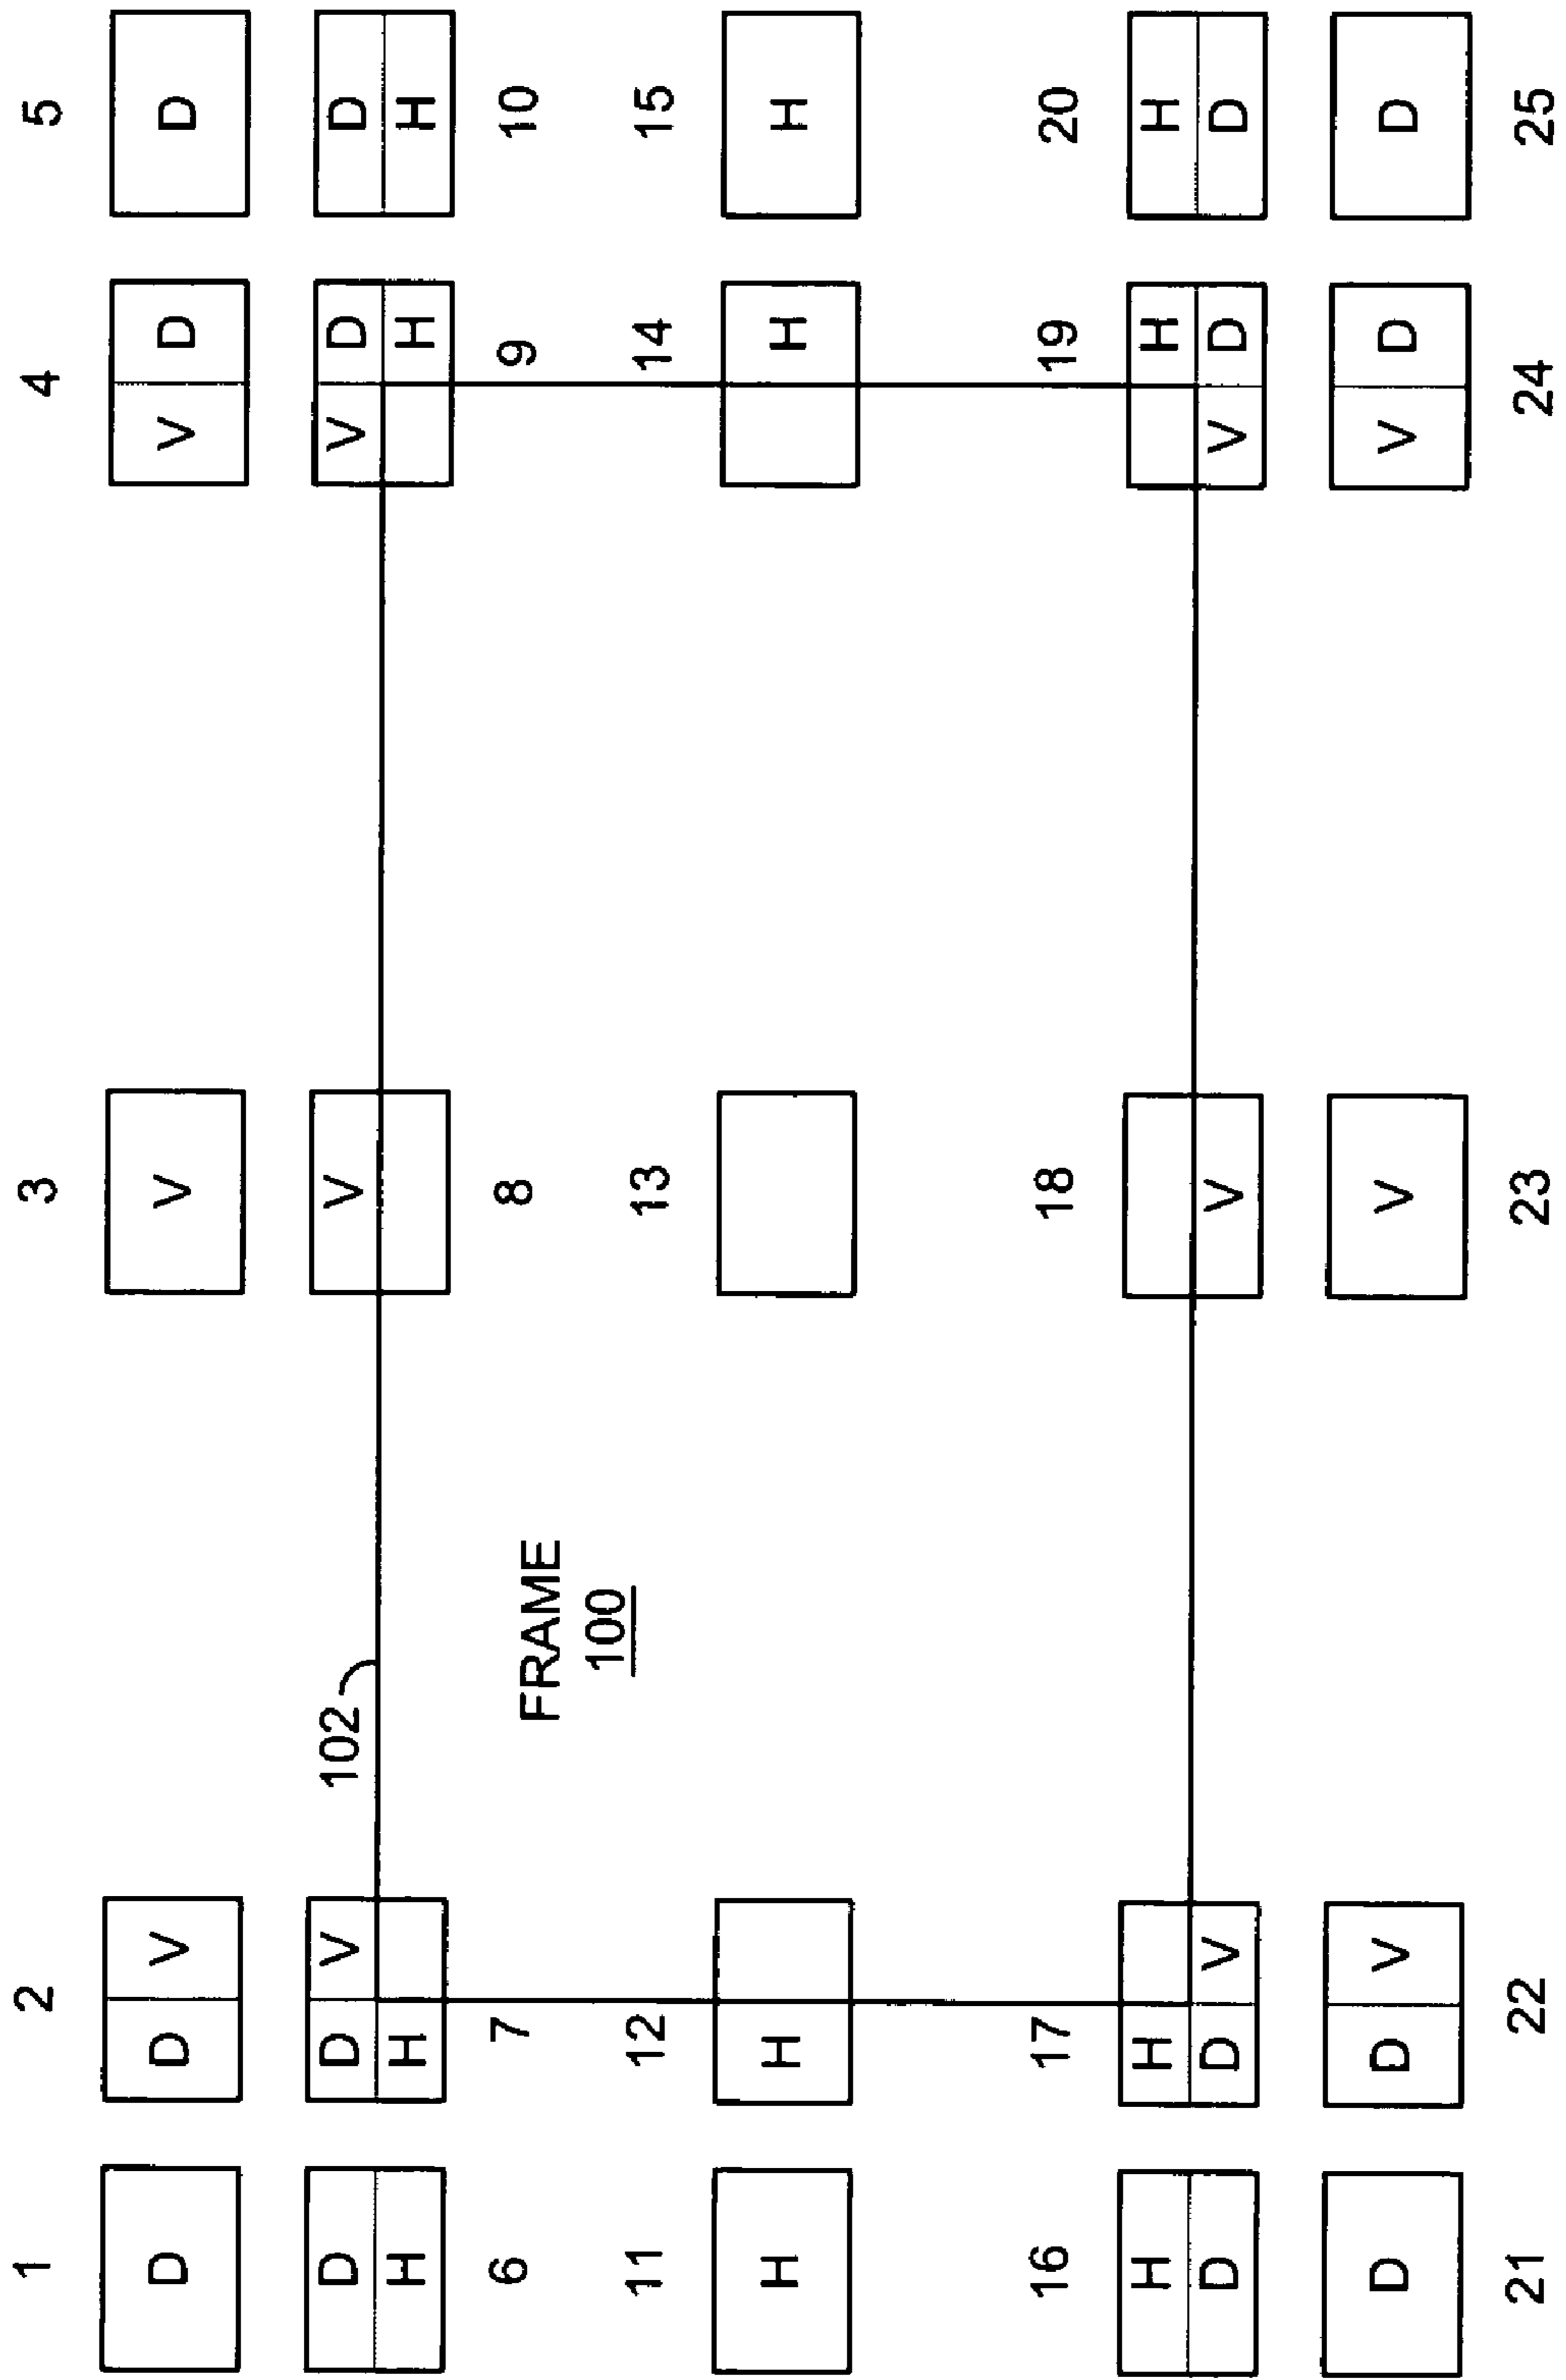 1 2 3 4 5
D D V V V D D
D D V 102 V V D D
H H H H
6 7 8 9 10
FRAME
100
11 12 13 14 15
H H H H
16 17 18 19 20
H H H H
D D V V V D D
D D V V V D D
21 22 23 24 25